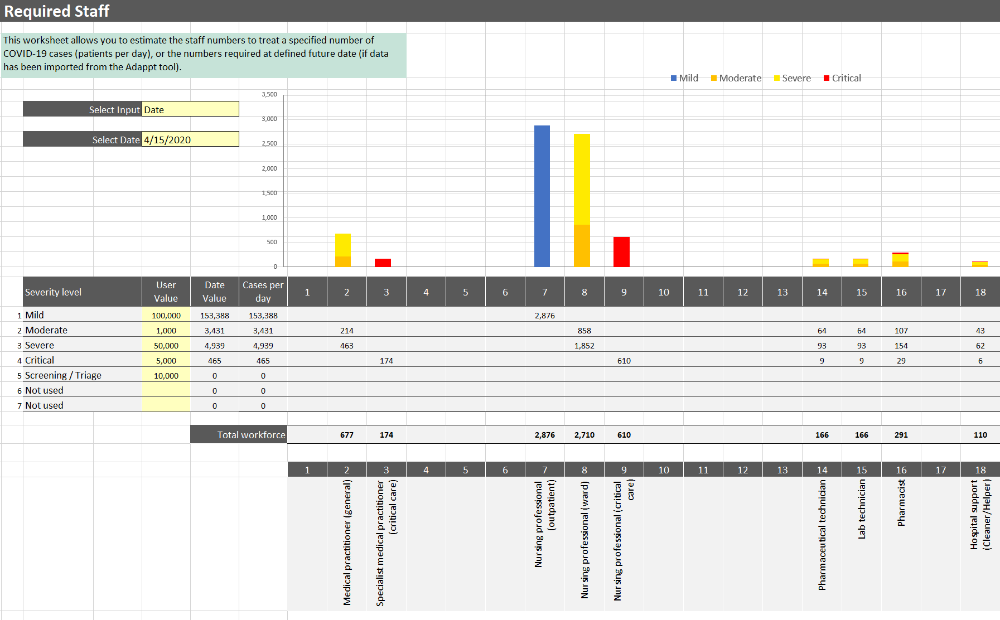 Required Staff
This worksheet allows you to estimate the staff numbers to treat a specified number of
COVID-19 cases (patients per day), or the numbers required at defined future date (if data
has been imported from the Adappt tool).
Mild Moderate Severe Critical
Select Input Date
Select Date 4/15/2020
3,500
3,000
2,500
2,000
1,500
1,000
500
0
Severity level User Value Date Value Cases per day 1 2 3 4 5 6 7 8 9 10 11 12 13 14 15 16 17 18
1 Mild 100,000 153,388 153,388 2,876
2 Moderate 1,000 3,431 3,431 214 858 64 64 107 43
3 Severe 50,000 4,939 4,939 463 1,852 93 93 154 62
4 Critical 5,000 465 465 174 610 9 9 29 6
5 Screening / Triage 10,000 0 0
6 Not used 0 0
7 Not used 0 0
Total workforce 677 174 2,876 2,710 610 166 166 291 110
1 2 3 4 5 6 7 8 9 10 11 12 13 14 15 16 17 18
Medical practitioner (general)
Specialist medical practitioner
(critical care)
Nursing professional
(outpatient)
Nursing professional (ward)
Nursing professional (critical
care)
Pharmaceutical technician
Lab technician
Pharmacist
Hospital support
(Cleaner/Helper)